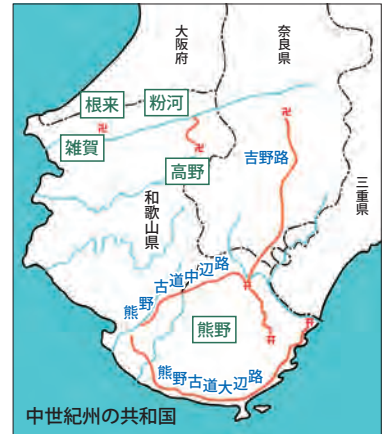 大阪府
奈良県
根来
粉河
雑賀
高野
吉野路
三重県
和歌山県
熊野古道中辺路
熊野
熊野古道大辺路
中世紀州の共和国